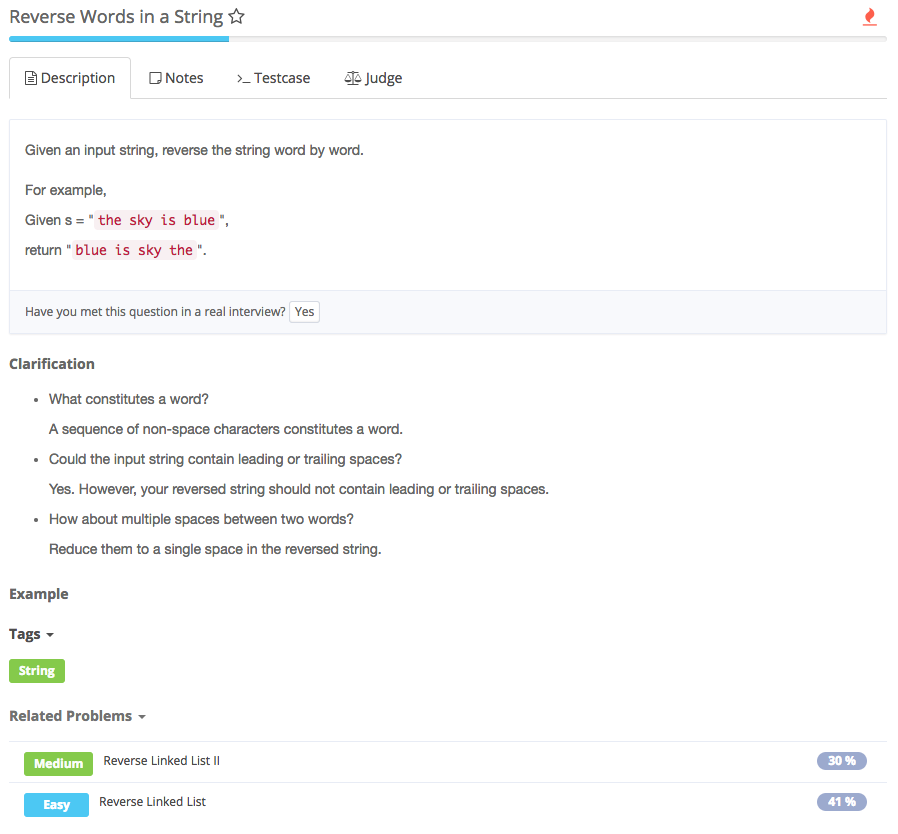 Reverse Words in a String
Description Notes >_ Testcase Judge
Given an input string, reverse the string word by word.
For example,
Given s = "the sky is blue",
return "blue is sky the".
Have you met this question in a real interview? Yes
Clarification
• What constitutes a word?
A sequence of non-space characters constitutes a word.
• Could the input string contain leading or trailing spaces?
Yes. However, your reversed string should not contain leading or trailing spaces.
• How about multiple spaces between two words?
Reduce them to a single space in the reversed string.
Example
Tags
String
Related Problems
Medium Reverse Linked List II 30 %
Easy Reverse Linked List 41 %